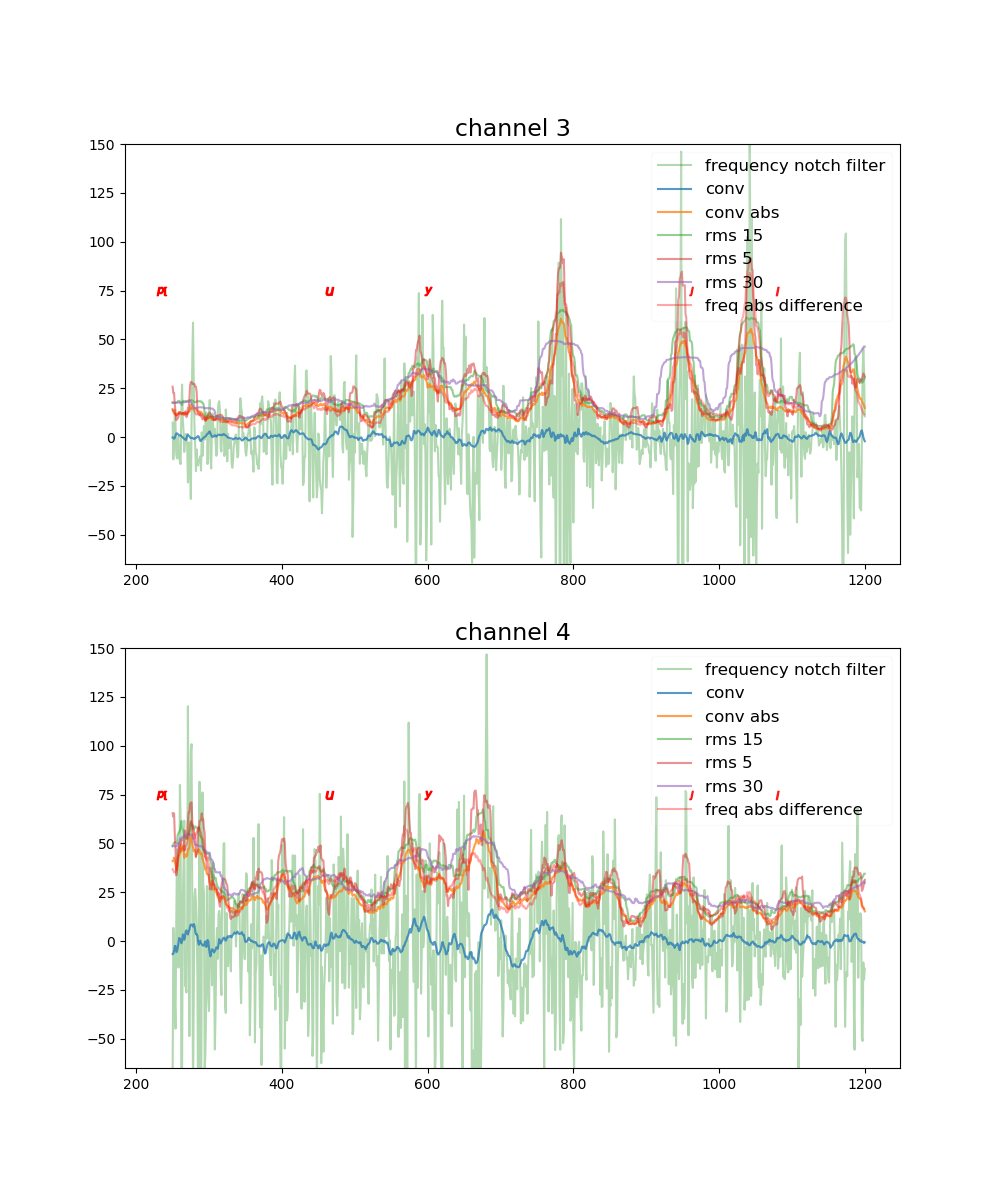 channel 3
150
125
100
75
50
25
0
−25
−50
200 400 600 800 1000 1200
frequency notch filter
conv
conv abs
rms 15
rms 5
rms 30
freq abs difference
u y
channel 4
150
125
100
75
50
25
0
−25
−50
200 400 600 800 1000 1200
frequency notch filter
conv
conv abs
rms 15
rms 5
rms 30
freq abs difference
u y